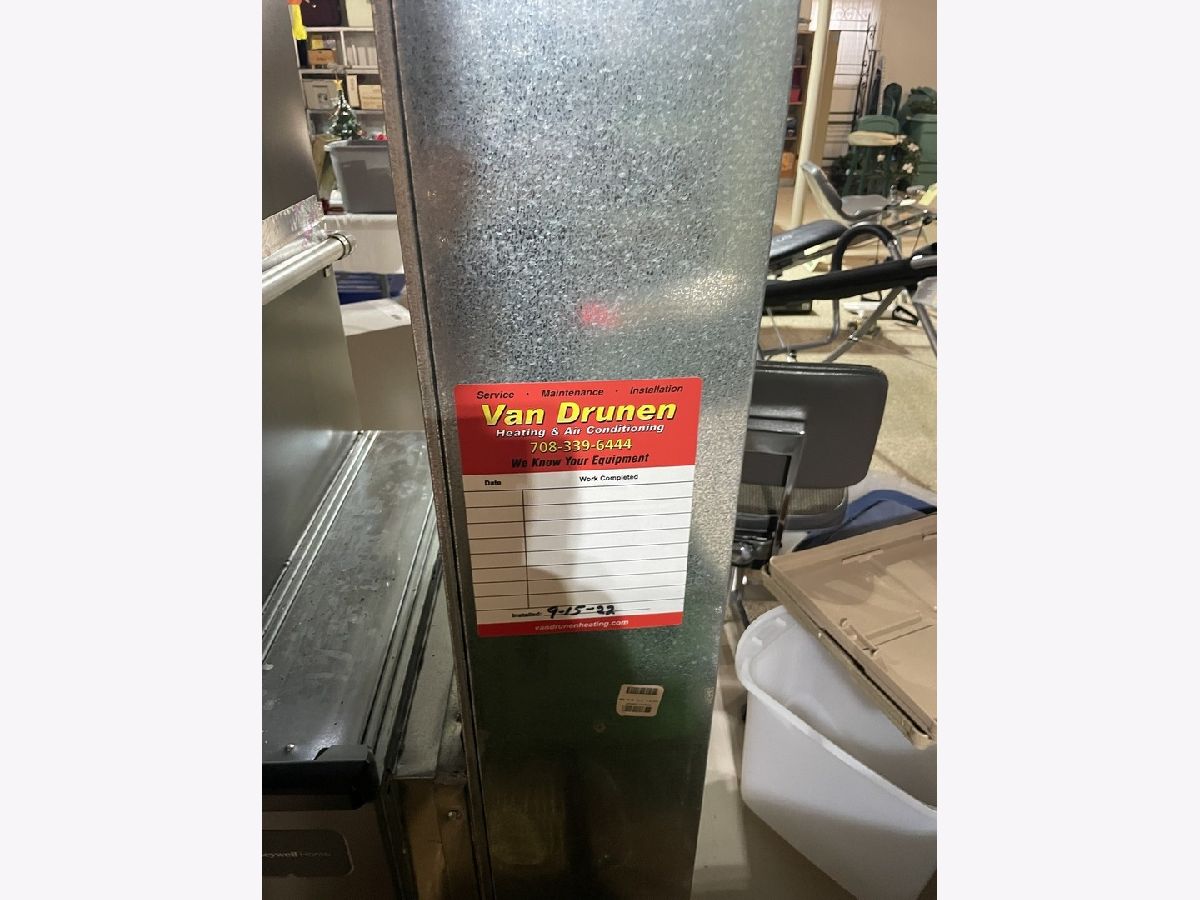 Service · Maintenance · Installation
Van Drunen
Heating & Air Conditioning
708-339-6444
We Know Your Equipment
Date Work Completed
Installed: 9-15-22
vandrunenheating.com
Home